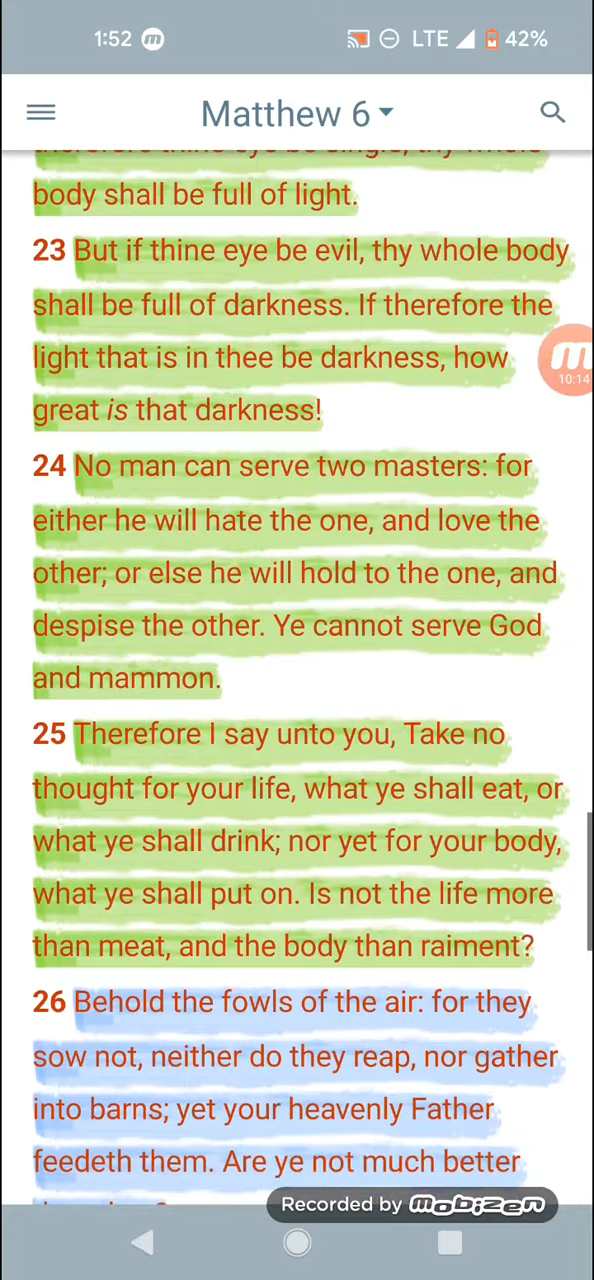 1:52 m LTE 42%
Matthew 6
therefore thine eye be single, thy whole
body shall be full of light.
23 But if thine eye be evil, thy whole body
shall be full of darkness. If therefore the
light that is in thee be darkness, how
great is that darkness!
m
10:14
24 No man can serve two masters: for
either he will hate the one, and love the
other; or else he will hold to the one, and
despise the other. Ye cannot serve God
and mammon.
25 Therefore I say unto you, Take no
thought for your life, what ye shall eat, or
what ye shall drink; nor yet for your body,
what ye shall put on. Is not the life more
than meat, and the body than raiment?
26 Behold the fowls of the air: for they
sow not, neither do they reap, nor gather
into barns; yet your heavenly Father
feedeth them. Are ye not much better
Recorded by mobizen